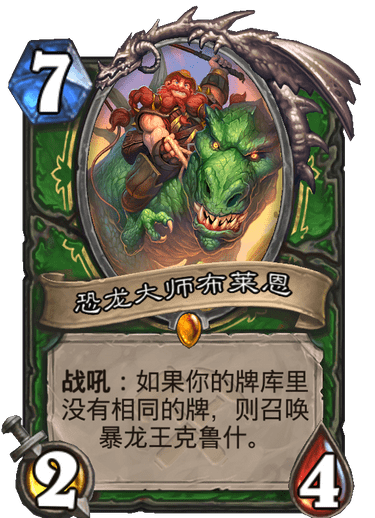 7
恐龙大师布莱恩
战吼：如果你的牌库里
没有相同的牌，则召唤
暴龙王克鲁什。
2
4